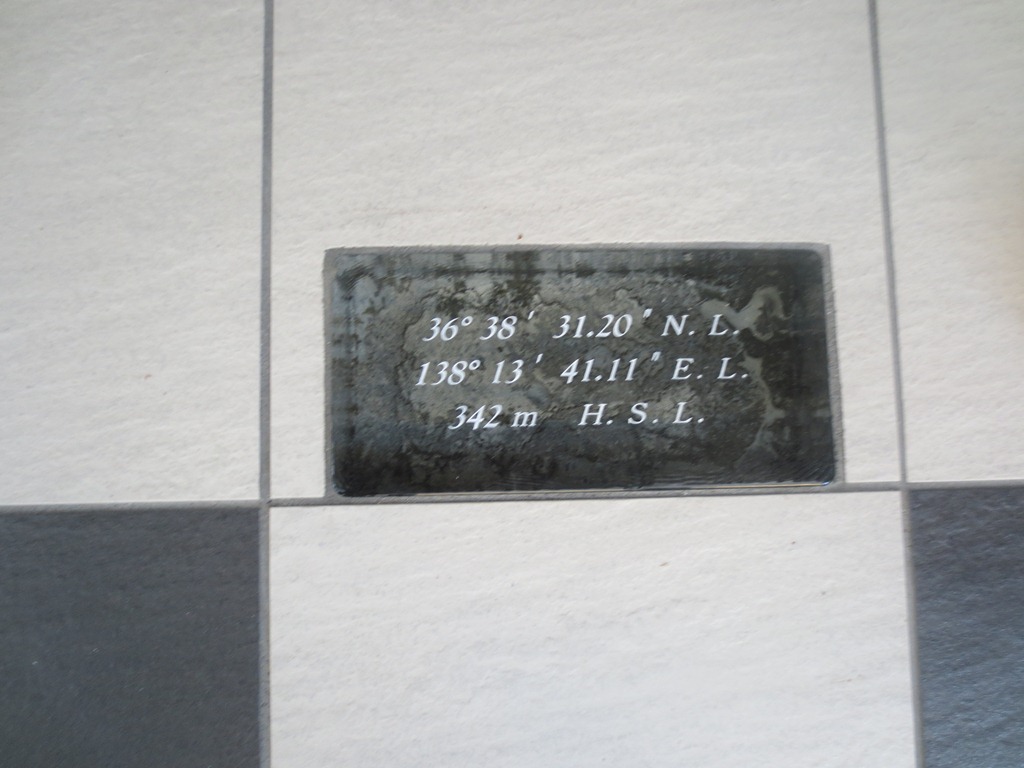 36° 38' 31.20" N. L.
138° 13' 41.11" E. L.
342 m H. S. L.